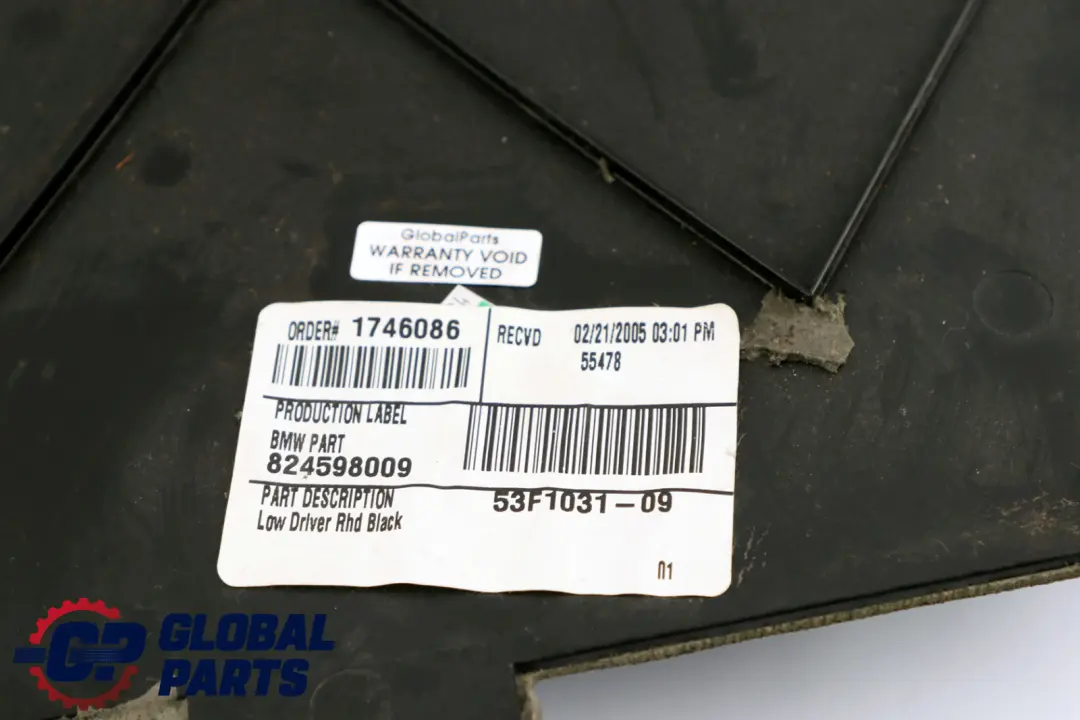 GlobalParts
WARRANTY VOID
IF REMOVED
ORDER# 1746086
RECVD 02/21/2005 03:01 PM
55478
PRODUCTION LABEL
BMW PART
824598009
53F1031-09
PART DESCRIPTION
Low Driver Rhd Black
01
GP GLOBAL
PARTS